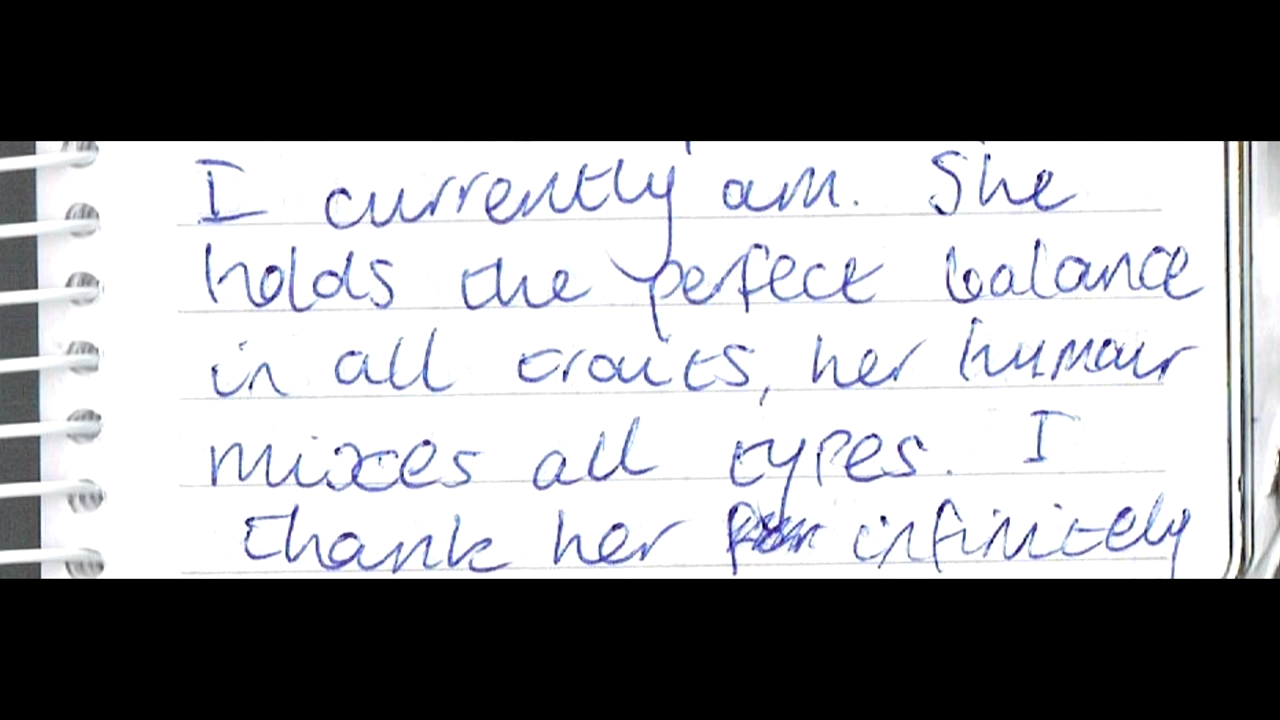 I currently am. She
holds the perfect balance
in all traits, her humour
mixes all types. I
thank her infinitely